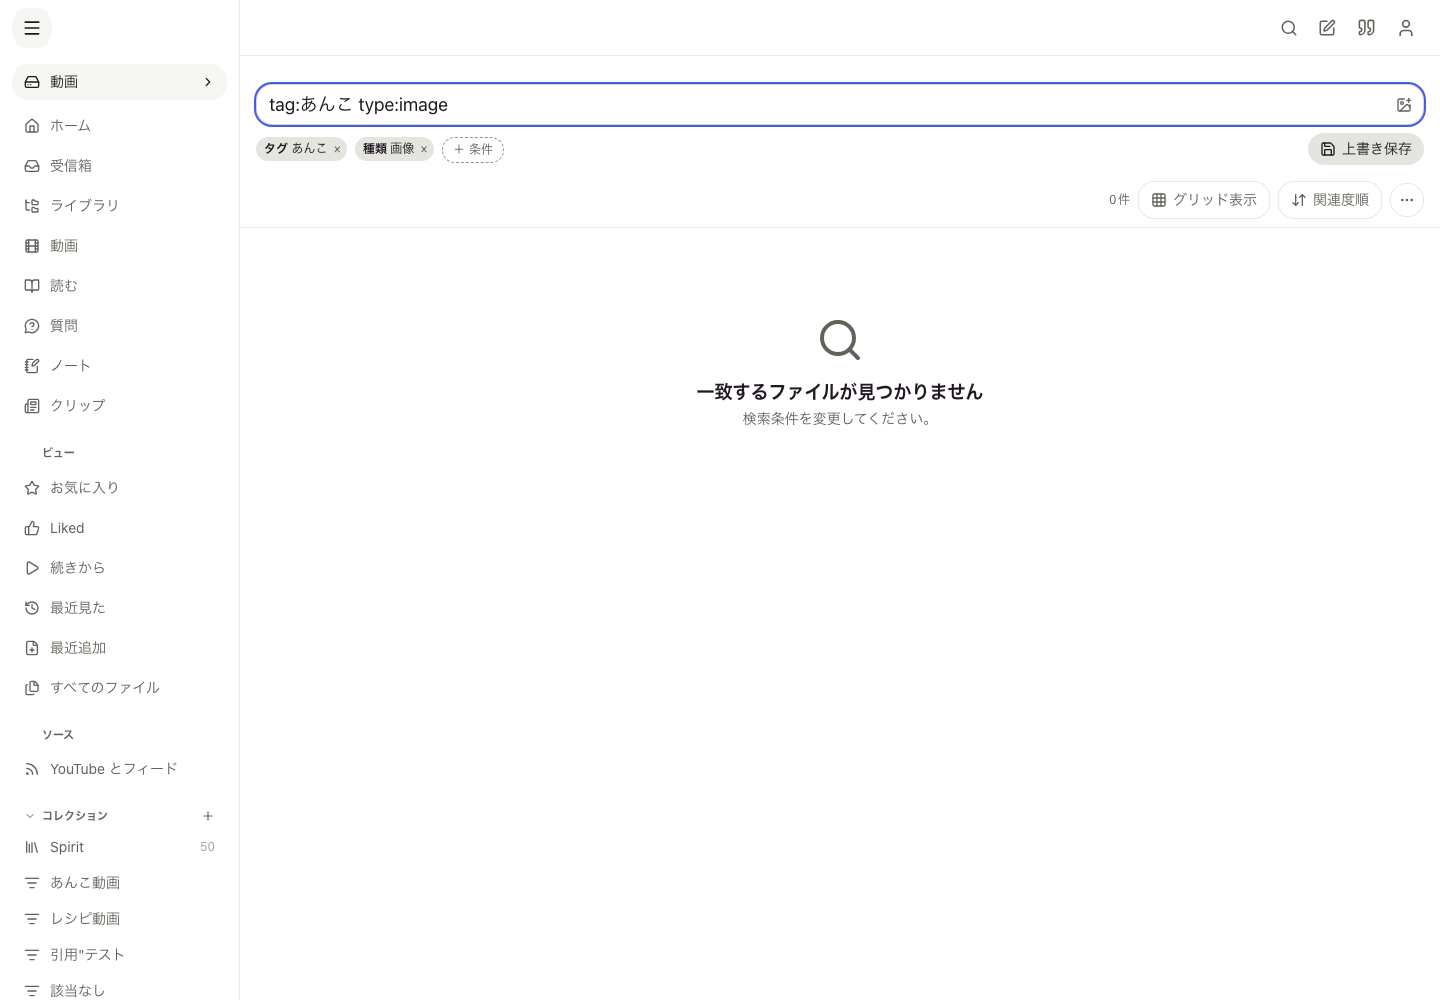 動画
ホーム
受信箱
ライブラリ
動画
読む
質問
ノート
クリップ
ビュー
お気に入り
Liked
続きから
最近見た
最近追加
すべてのファイル
ソース
YouTube とフィード
コレクション
Spirit 50
あんこ動画
レシピ動画
引用"テスト
該当なし
tag:あんこ type:image
タグ あんこ × 種類 画像 × + 条件 上書き保存
0件 グリッド表示 関連度順
一致するファイルが見つかりません
検索条件を変更してください。